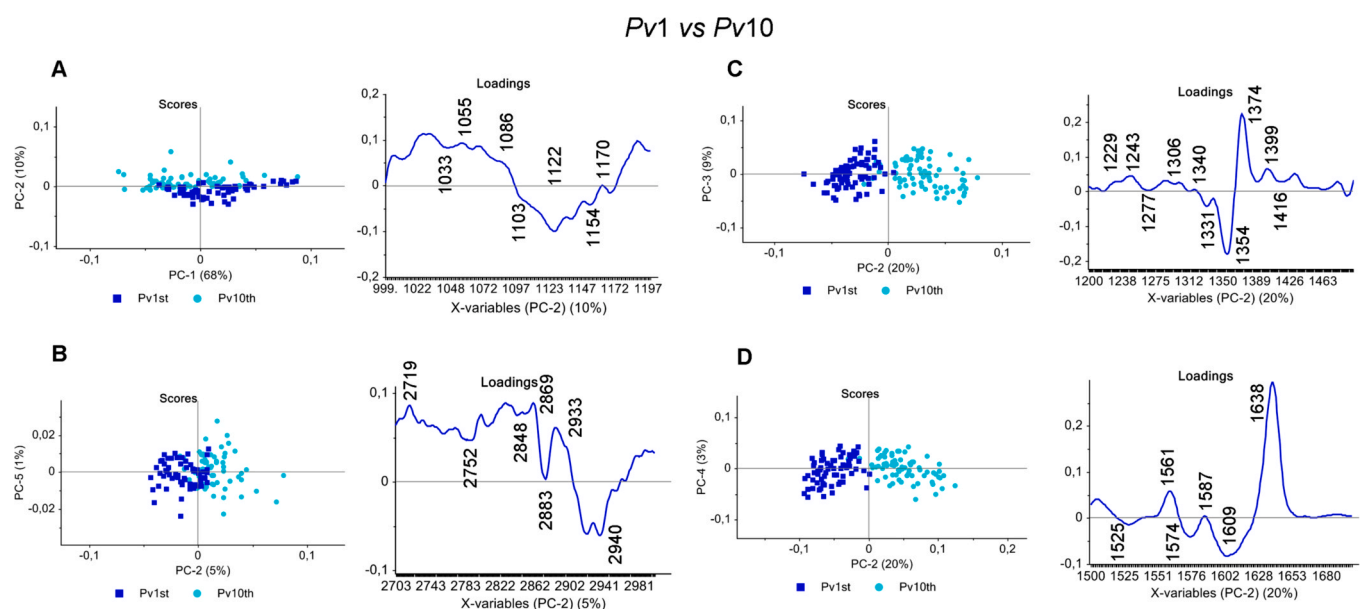 Pv1 vs Pv10
A
Scores
0,1
0
-0,1
PC-2 (10%)
-0,1
0
0,1
PC-1 (68%)
Pv1st
Pv10th
Loadings
0,2
0,1
0
-0,1
-0,2
1033
1055
1086
1103
1122
1154
1170
999. 1022 1048 1072 1097 1123 1147 1172 1197
X-variables (PC-2) (10%)
C
Scores
0,1
0
-0,1
PC-3 (9%)
-0,1
0
0,1
PC-2 (20%)
Pv1st
Pv10th
Loadings
0,2
0,1
0
-0,1
-0,2
1229
1243
1277
1306
1340
1331
1354
1374
1399
1416
1200 1238 1275 1312 1350 1389 1426 1463
X-variables (PC-2) (20%)
B
Scores
0,02
0
-0,02
PC-5 (1%)
-0,1
0
0,1
PC-2 (5%)
Pv1st
Pv10th
Loadings
0,1
0
-0,1
2719
2752
2848
2869
2883
2933
2940
2703 2743 2783 2822 2862 2902 2941 2981
X-variables (PC-2) (5%)
D
Scores
0,1
0
-0,1
PC-4 (3%)
-0,1
0
0,1
0,2
PC-2 (20%)
Pv1st
Pv10th
Loadings
0,2
0,1
0
-0,1
1525
1561
1574
1587
1609
1638
1500 1525 1551 1576 1602 1628 1653 1680
X-variables (PC-2) (20%)